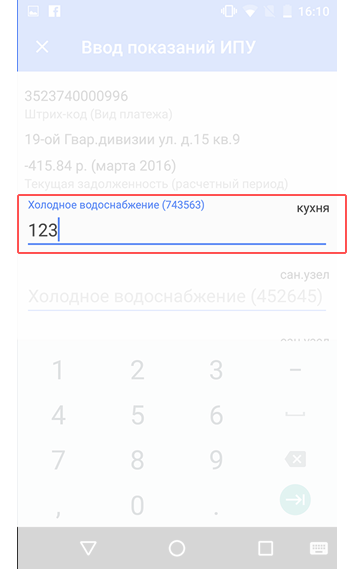 16:10
Ввод показаний ИПУ
3523740000996
Штрих-код (Вид платежа)
19-ой Гвар.дивизии ул. д.15 кв.9
-415.84 р. (марта 2016)
Текущая задолженность (расчетный период)
Холодное водоснабжение (743563)
кухня
123
сан.узел
Холодное водоснабжение (452645)
1 2 3 –
4 5 6
7 8 9
, 0 .